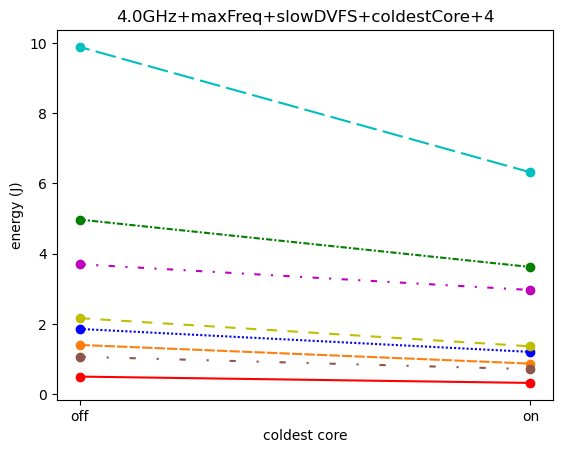 4.0GHz+maxFreq+slowDVFS+coldestCore+4
10
8
6
4
2
0
energy (J)
off
on
coldest core